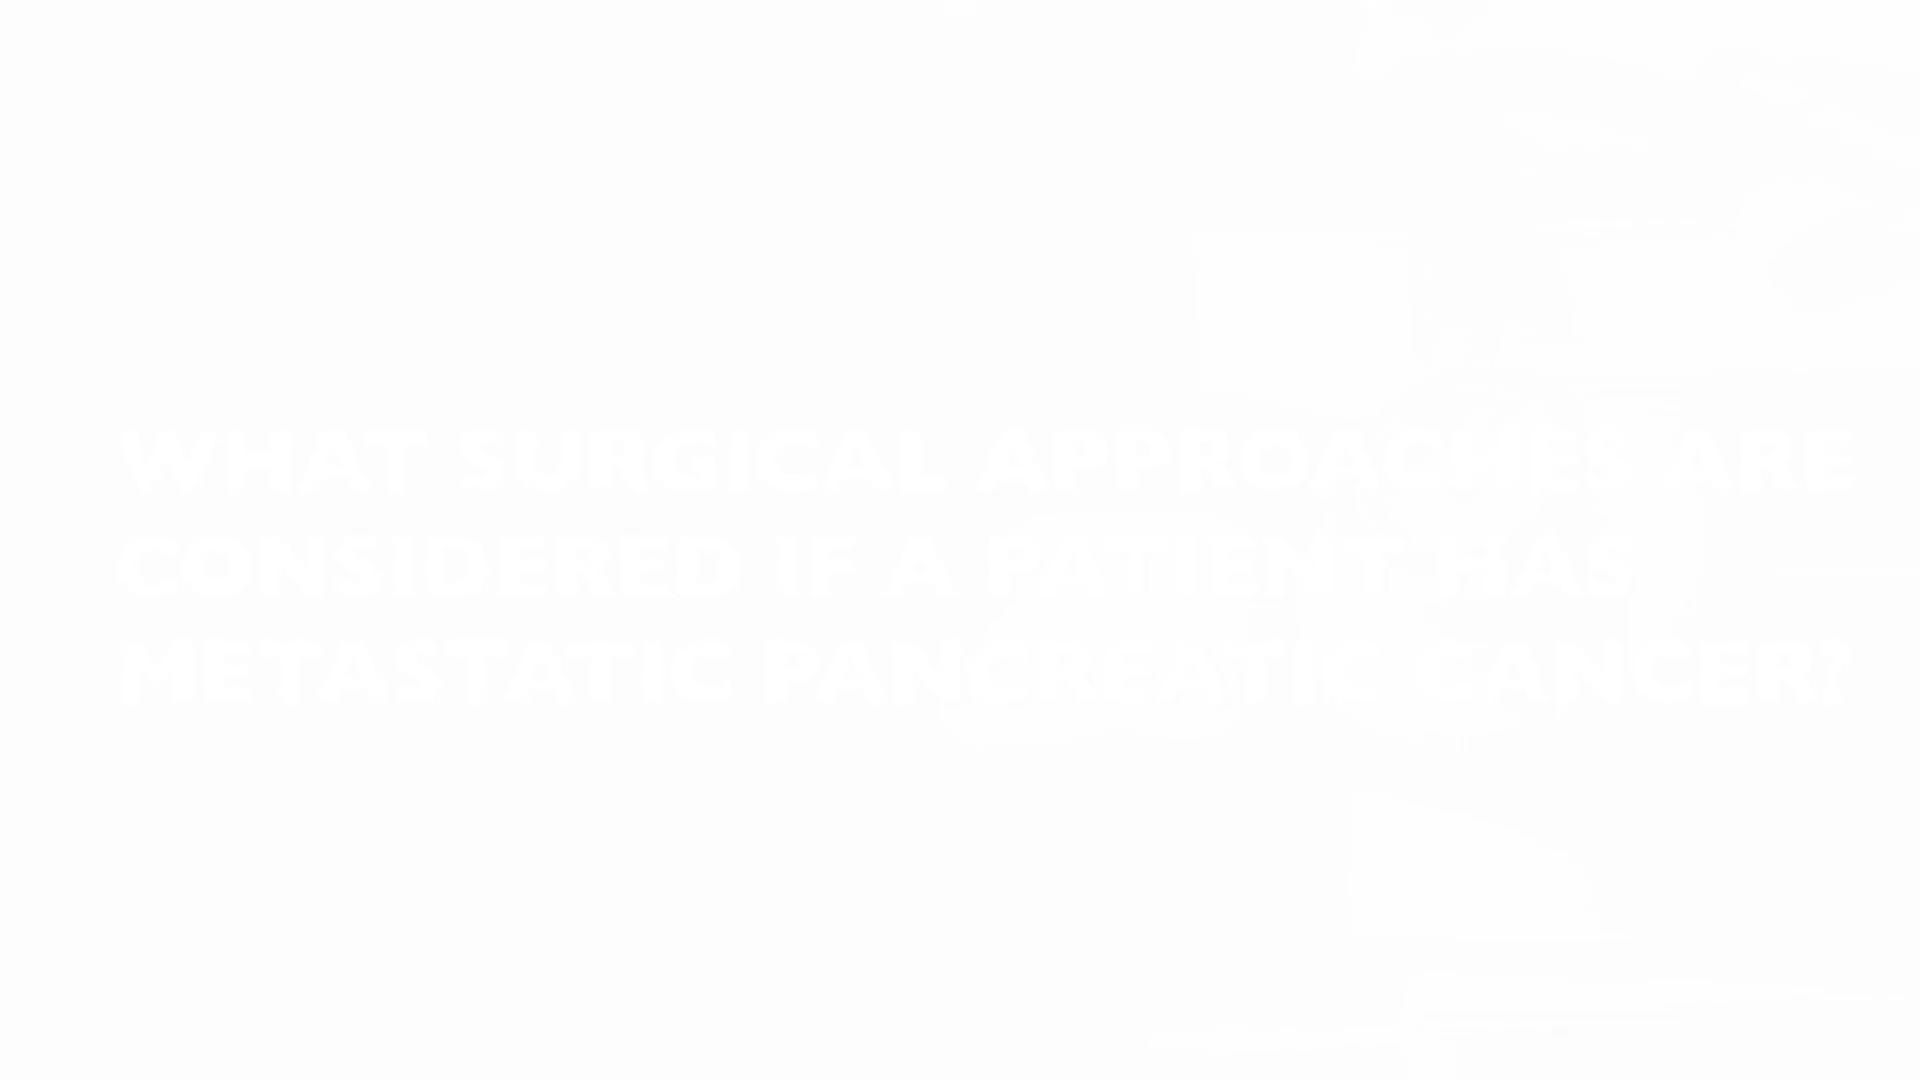 WHAT SURGICAL APPROACHES ARE
CONSIDERED IF A PATIENT HAS
METASTATIC PANCREATIC CANCER?